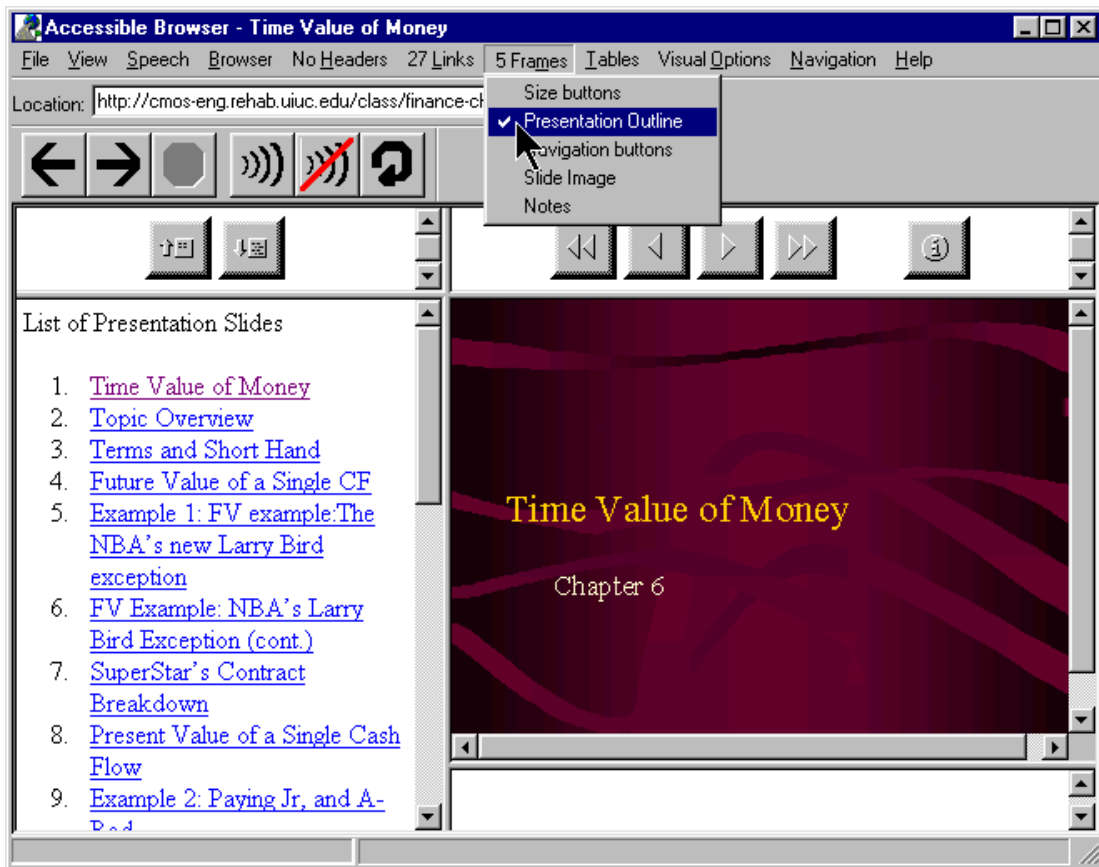 Accessible Browser - Time Value of Money
File View Speech Browser No Headers 27 Links 5 Frames Tables Visual Options Navigation Help
Location: http://cmos-eng.rehab.uiuc.edu/class/finance-c
Size buttons
Presentation Outline
Navigation buttons
Slide Image
Notes
List of Presentation Slides
1. Time Value of Money
2. Topic Overview
3. Terms and Short Hand
4. Future Value of a Single CF
5. Example 1: FV example:The
NBA's new Larry Bird
exception
6. FV Example: NBA's Larry
Bird Exception (cont.)
7. SuperStar's Contract
Breakdown
8. Present Value of a Single Cash
Flow
9. Example 2: Paying Jr, and A-
Time Value of Money
Chapter 6